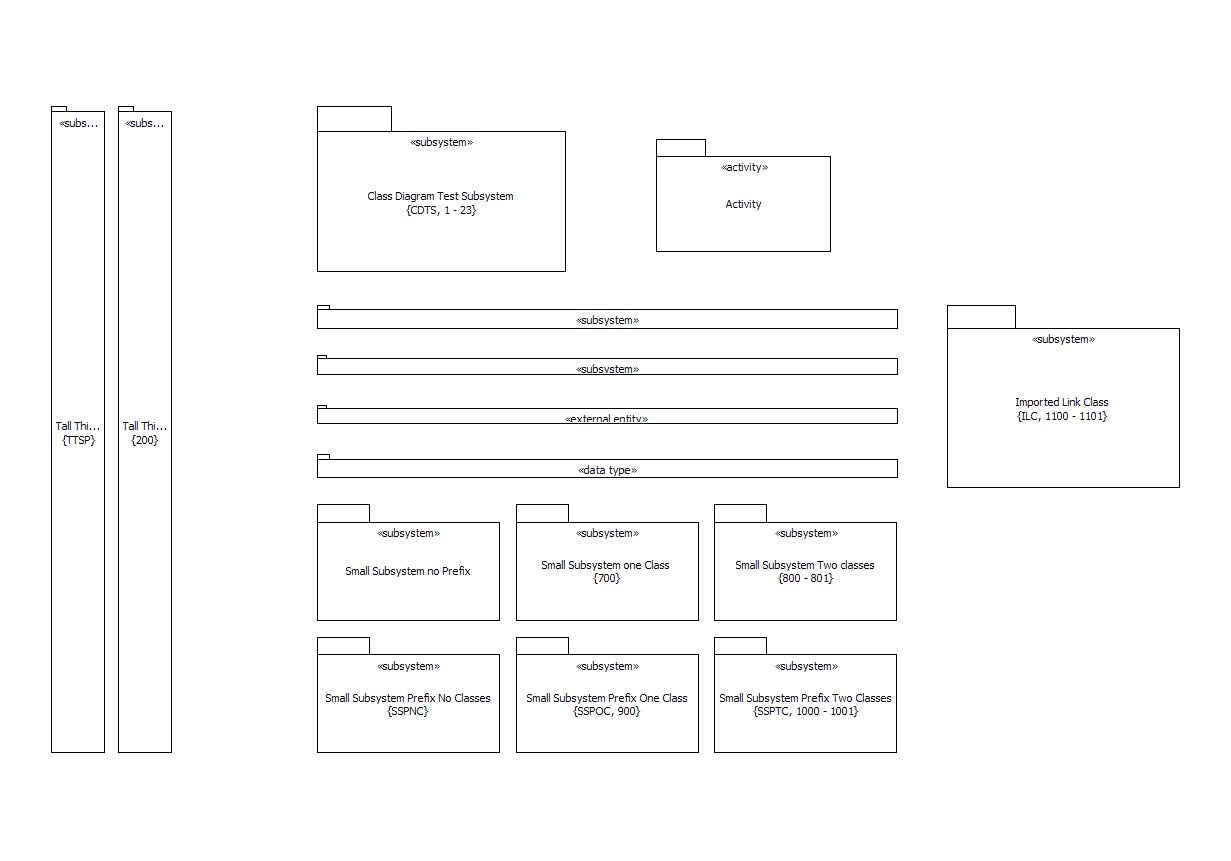 «subs...
Tall Thi...
{TTSP}
«subs...
Tall Thi...
{200}
«subsystem»
Class Diagram Test Subsystem
{CDTS, 1 - 23}
«activity»
Activity
«subsystem»
«subsystem»
«external entity»
«data type»
«subsystem»
Imported Link Class
{ILC, 1100 - 1101}
«subsystem»
Small Subsystem no Prefix
«subsystem»
Small Subsystem one Class
{700}
«subsystem»
Small Subsystem Two classes
{800 - 801}
«subsystem»
Small Subsystem Prefix No Classes
{SSPNC}
«subsystem»
Small Subsystem Prefix One Class
{SSPOC, 900}
«subsystem»
Small Subsystem Prefix Two Classes
{SSPTC, 1000 - 1001}